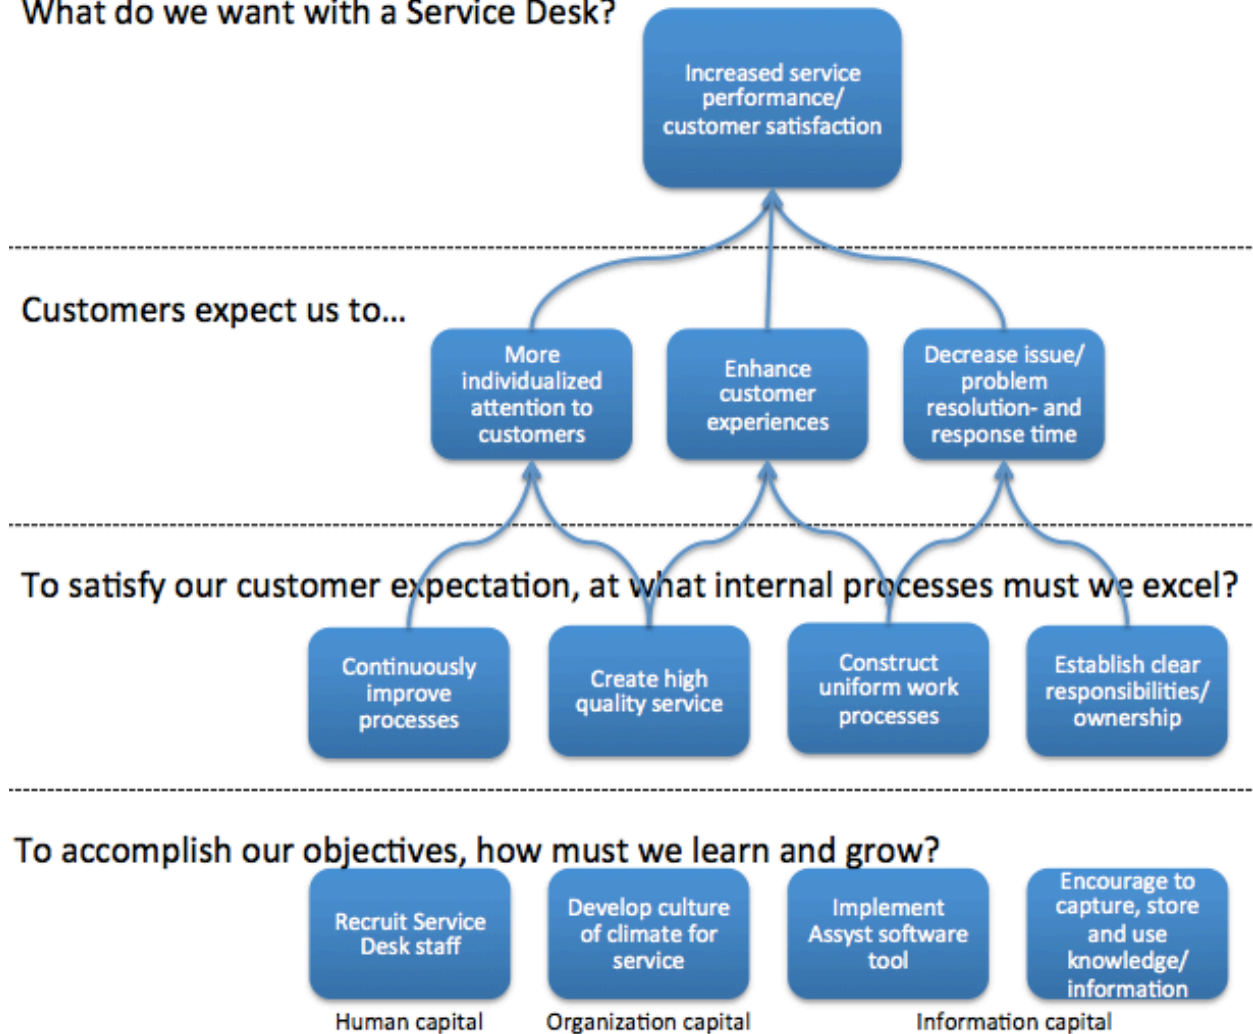 What do we want with a Service Desk?
Increased service
performance/
customer satisfaction
Customers expect us to...
More
individualized
attention to
customers
Enhance
customer
experiences
Decrease issue/
problem
resolution- and
response time
To satisfy our customer expectation, at what internal processes must we excel?
Continuously
improve
processes
Create high
quality service
Construct
uniform work
processes
Establish clear
responsibilities/
ownership
To accomplish our objectives, how must we learn and grow?
Recruit Service
Desk staff
Develop culture
of climate for
service
Implement
Assyst software
tool
Encourage to
capture, store
and use
knowledge/
information
Human capital
Organization capital
Information capital